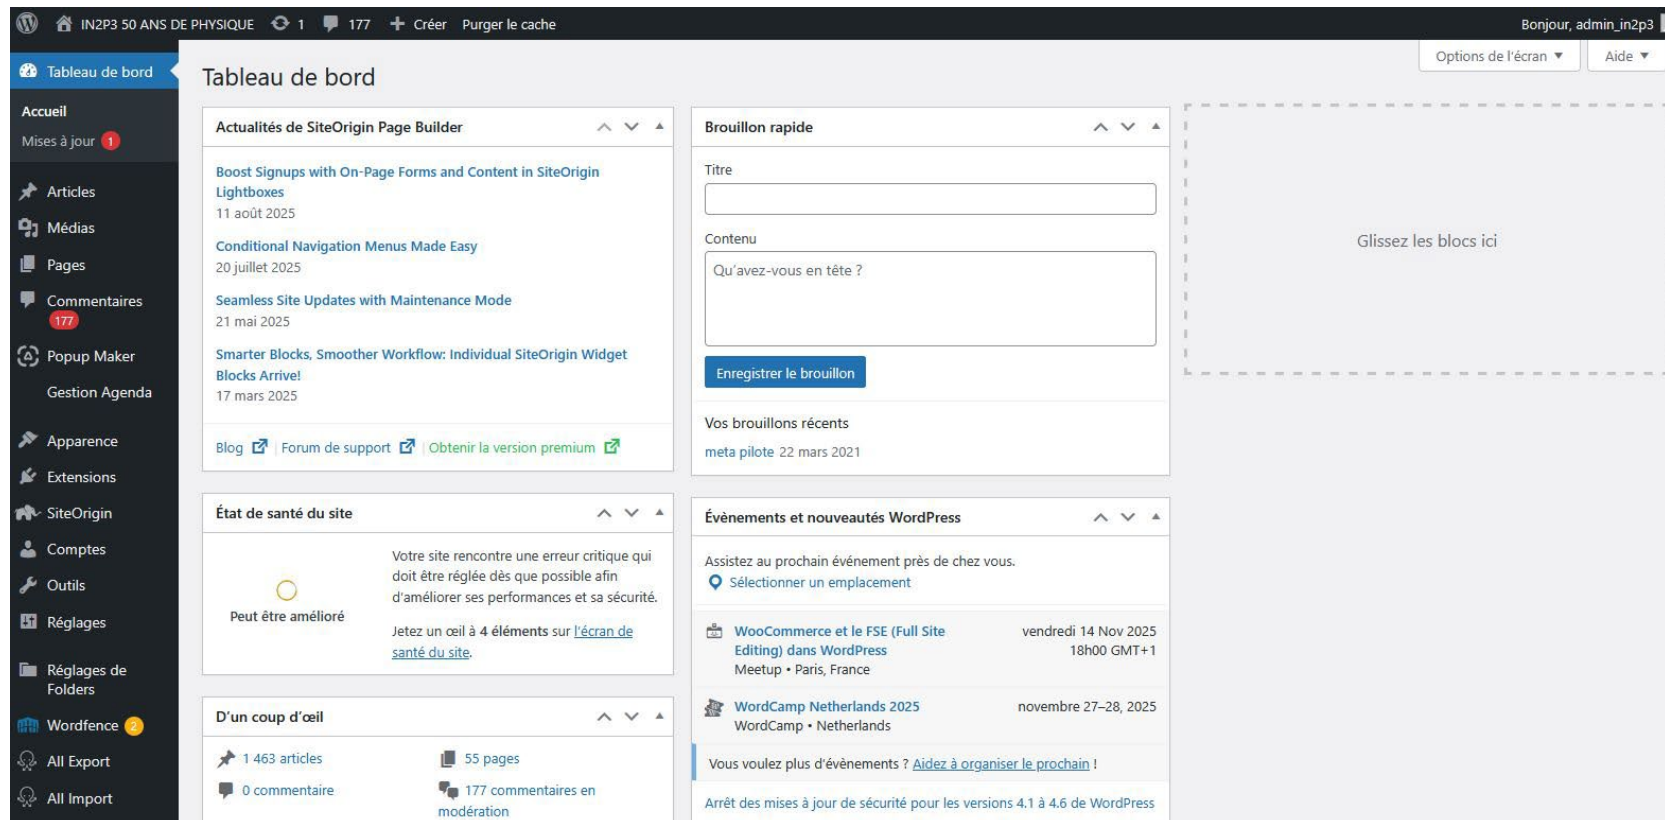 IN2P3 50 ANS DE PHYSIQUE 1 177 Créer Purger le cache Bonjour, admin_in2p3
Options de l'écran Aide
Tableau de bord
Accueil
Mises à jour 1
Articles
Médias
Pages
Commentaires
177
Popup Maker
Gestion Agenda
Apparence
Extensions
SiteOrigin
Comptes
Outils
Réglages
Réglages de
Folders
Wordfence 2
All Export
All Import
Tableau de bord
Actualités de SiteOrigin Page Builder
Boost Signups with On-Page Forms and Content in SiteOrigin
Lightboxes
11 août 2025
Conditional Navigation Menus Made Easy
20 juillet 2025
Seamless Site Updates with Maintenance Mode
21 mai 2025
Smarter Blocks, Smoother Workflow: Individual SiteOrigin Widget
Blocks Arrive!
17 mars 2025
Blog | Forum de support | Obtenir la version premium
État de santé du site
Peut être amélioré
Votre site rencontre une erreur critique qui
doit être réglée dès que possible afin
d'améliorer ses performances et sa sécurité.
Jetez un œil à 4 éléments sur l'écran de
santé du site.
D'un coup d'œil
1 463 articles
55 pages
0 commentaire
177 commentaires en
modération
Brouillon rapide
Titre
Contenu
Qu'avez-vous en tête ?
Enregistrer le brouillon
Vos brouillons récents
meta pilote 22 mars 2021
Évènements et nouveautés WordPress
Assistez au prochain événement près de chez vous.
Sélectionner un emplacement
WooCommerce et le FSE (Full Site
Editing) dans WordPress
Meetup • Paris, France
vendredi 14 Nov 2025
18h00 GMT+1
WordCamp Netherlands 2025
WordCamp • Netherlands
novembre 27–28, 2025
Vous voulez plus d'évènements ? Aidez à organiser le prochain !
Arrêt des mises à jour de sécurité pour les versions 4.1 à 4.6 de WordPress
Glissez les blocs ici